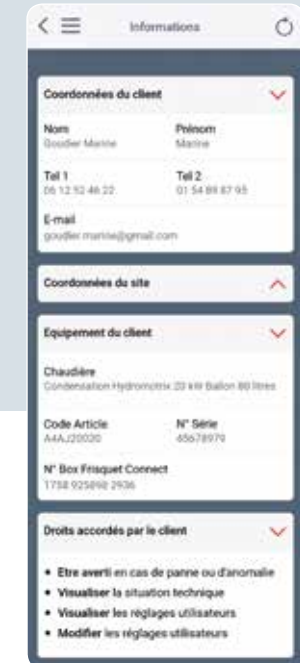 Informations
Coordonnées du client
Nom Prénom
Goudier Marine Marine
Tel 1 Tel 2
06 12 52 46 22 01 54 89 87 95
E-mail
goudier.marine@gmail.com
Coordonnées du site
Equipement du client
Chaudière
Condensation Hydromotrix 20 kW Ballon 80 litres
Code Article N° Série
A4AJ20020 45678979
N° Box Frisquet Connect
1758 925898 2936
Droits accordés par le client
• Etre averti en cas de panne ou d'anomalie
• Visualiser la situation technique
• Visualiser les réglages utilisateurs
• Modifier les réglages utilisateurs